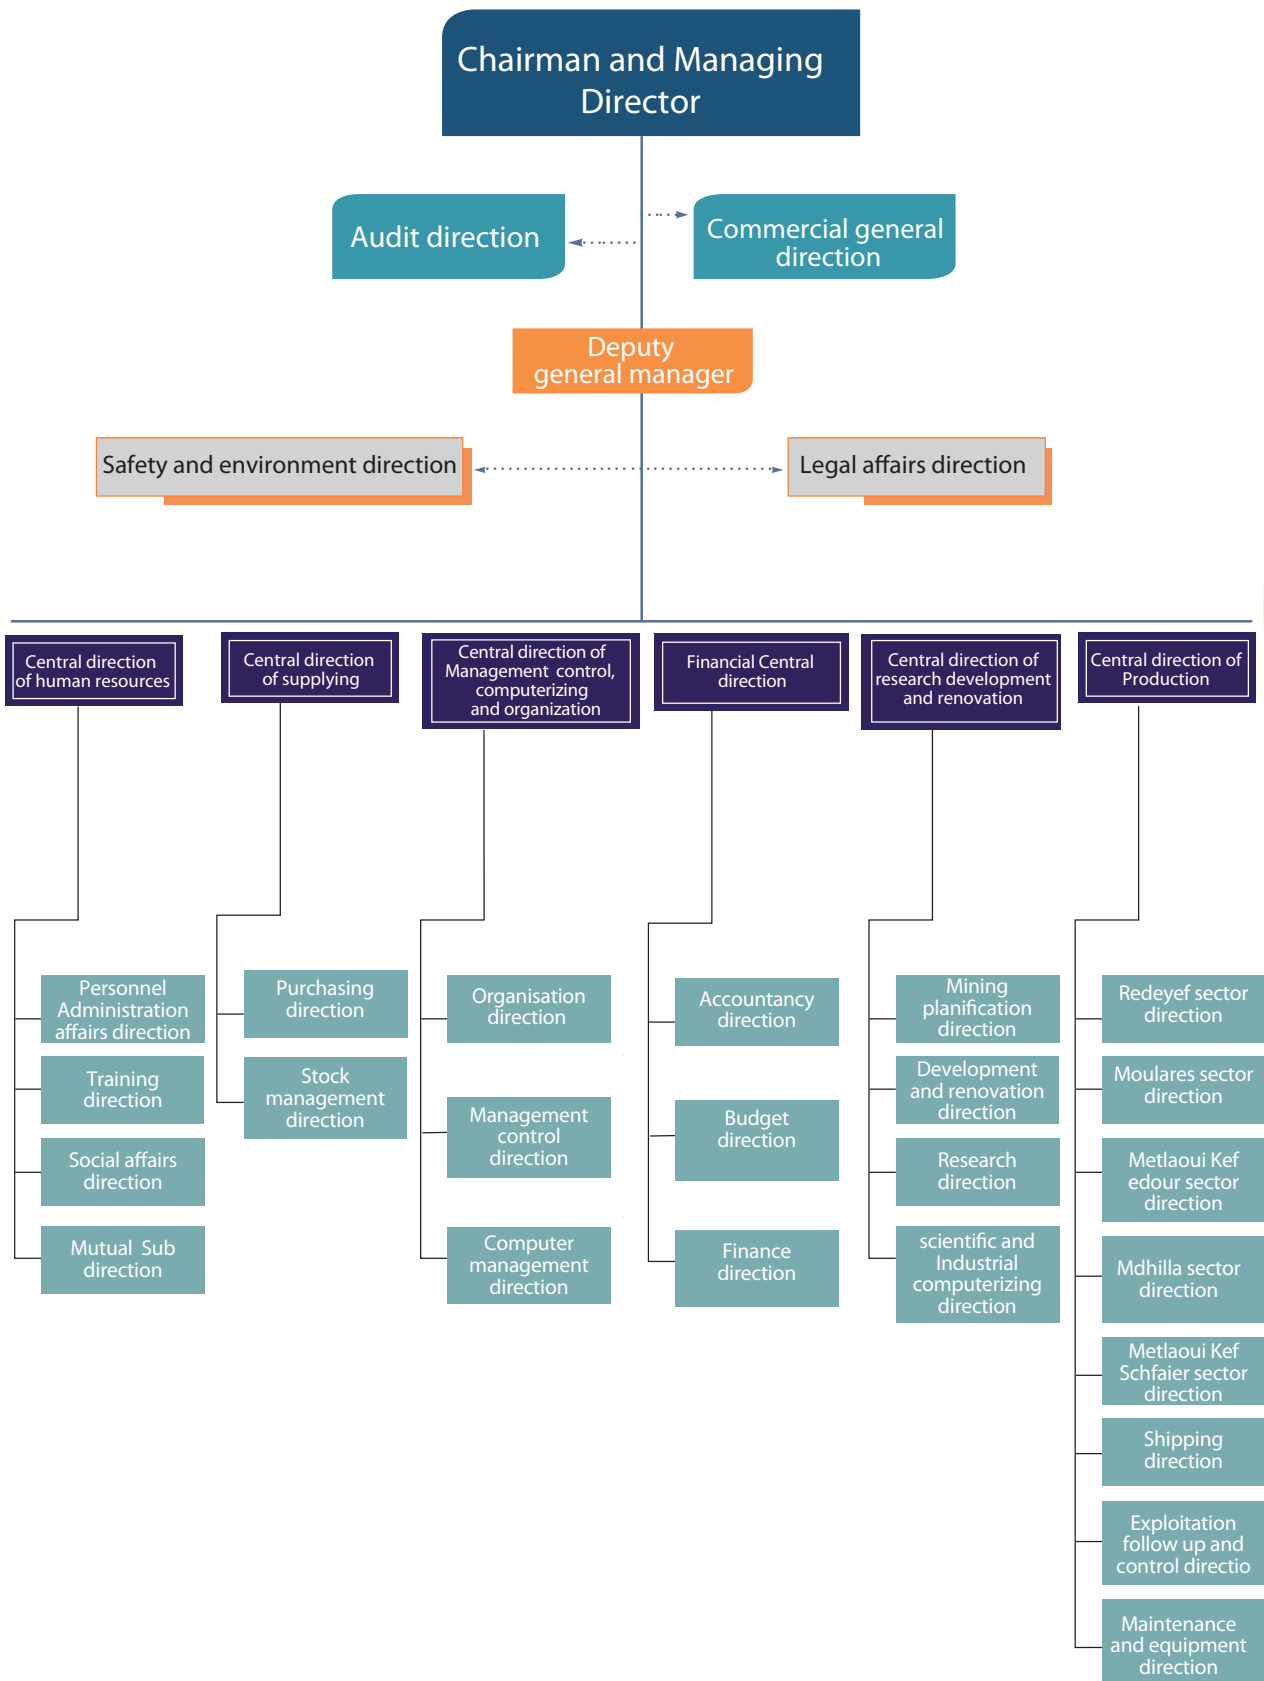 Chairman and Managing
Director
Audit direction
Commercial general
direction
Deputy
general manager
Safety and environment direction
Legal affairs direction
Central direction
of human resources
Central direction
of supplying
Central direction of
Management control,
computerizing
and organization
Financial Central
direction
Central direction of
research development
and renovation
Central direction of
Production
Personnel
Administration
affairs direction
Training
direction
Social affairs
direction
Mutual Sub
direction
Purchasing
direction
Stock
management
direction
Organisation
direction
Management
control
direction
Computer
management
direction
Accountancy
direction
Budget
direction
Finance
direction
Mining
planification
direction
Development
and renovation
direction
Research
direction
scientific and
Industrial
computerizing
direction
Redeyef sector
direction
Moulares sector
direction
Metlaoui Kef
edour sector
direction
Mdhilla sector
direction
Metlaoui Kef
Schfaier sector
direction
Shipping
direction
Exploitation
follow up and
control directio
Maintenance
and equipment
direction